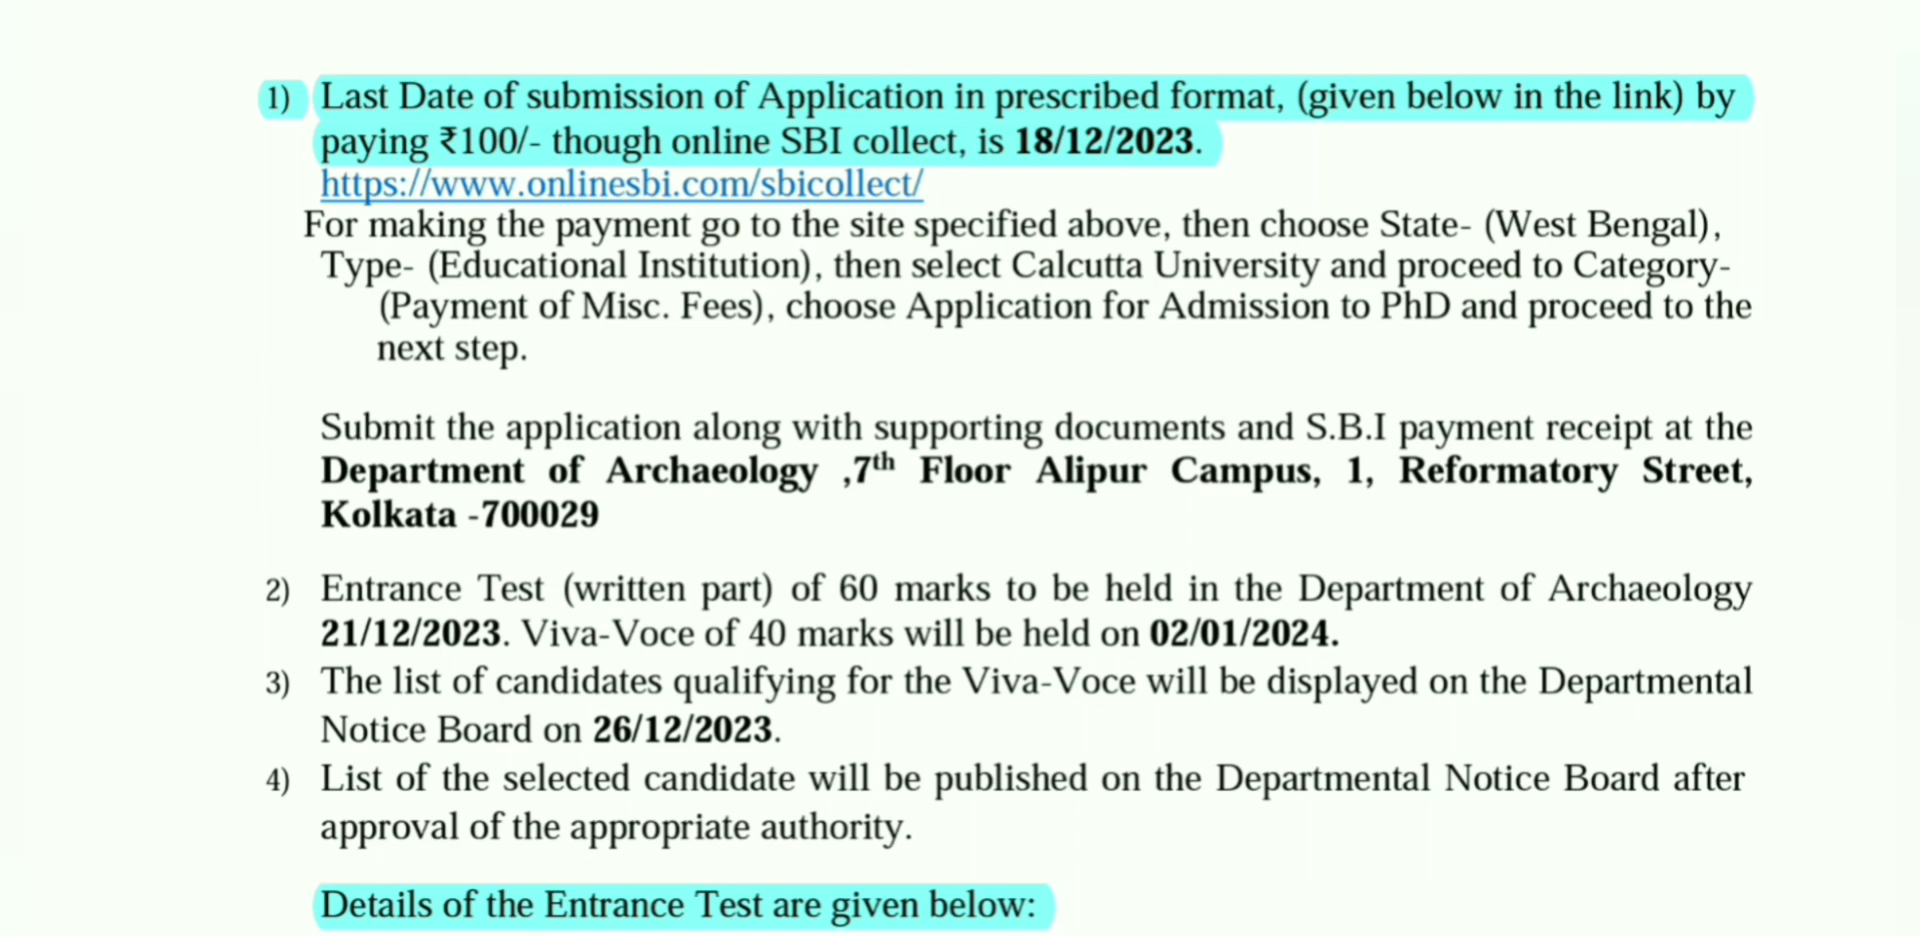 1) Last Date of submission of Application in prescribed format, (given below in the link) by
paying ₹100/- though online SBI collect, is 18/12/2023.
https://www.onlinesbi.com/sbicollect/
For making the payment go to the site specified above, then choose State- (West Bengal),
Type- (Educational Institution), then select Calcutta University and proceed to Category-
(Payment of Misc. Fees), choose Application for Admission to PhD and proceed to the
next step.
Submit the application along with supporting documents and S.B.I payment receipt at the
Department of Archaeology ,7th Floor Alipur Campus, 1, Reformatory Street,
Kolkata -700029
2) Entrance Test (written part) of 60 marks to be held in the Department of Archaeology
21/12/2023. Viva-Voce of 40 marks will be held on 02/01/2024.
3) The list of candidates qualifying for the Viva-Voce will be displayed on the Departmental
Notice Board on 26/12/2023.
4) List of the selected candidate will be published on the Departmental Notice Board after
approval of the appropriate authority.
Details of the Entrance Test are given below: